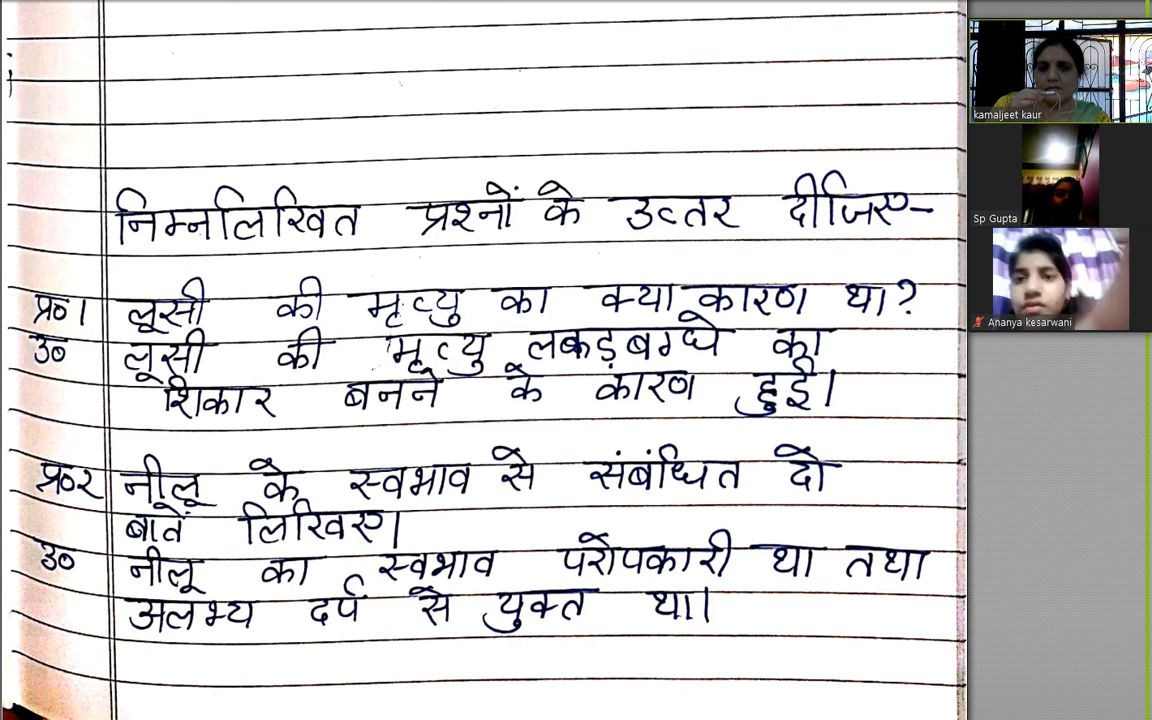 निम्नलिखित प्रश्नों के उत्तर दीजिए-
प्र०1 लूसी की मृत्यु का क्या कारण था?
उ० लूसी की मृत्यु लकड़बग्घे का
शिकार बनने के कारण हुई।
प्र०२ नीलू के स्वभाव से संबंधित दो
बातें लिखिए।
उ० नीलू का स्वभाव परोपकारी था तथा
अलभ्य दर्प से युक्त था।
kamaljeet kaur
Sp Gupta
Ananya kesarwani